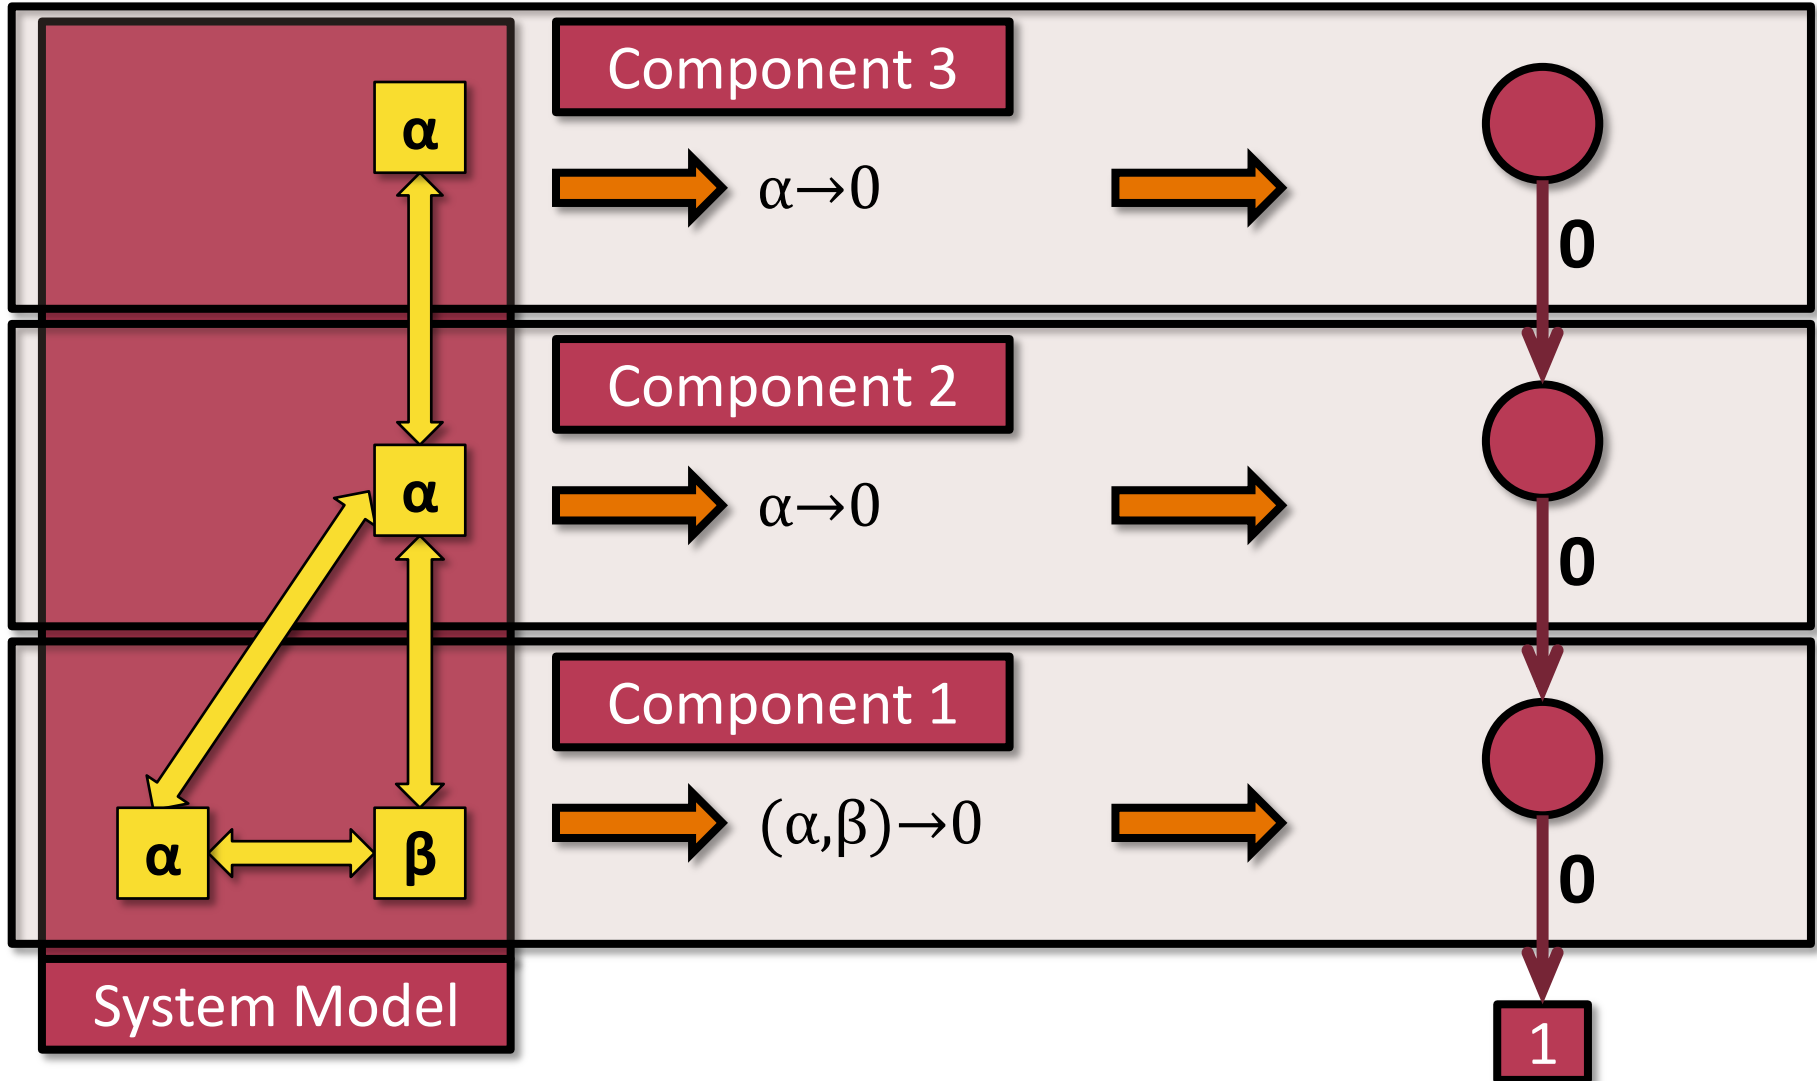 Component 3
α
α→0
0
Component 2
α
α→0
0
Component 1
α
β
(α,β)→0
0
System Model
1